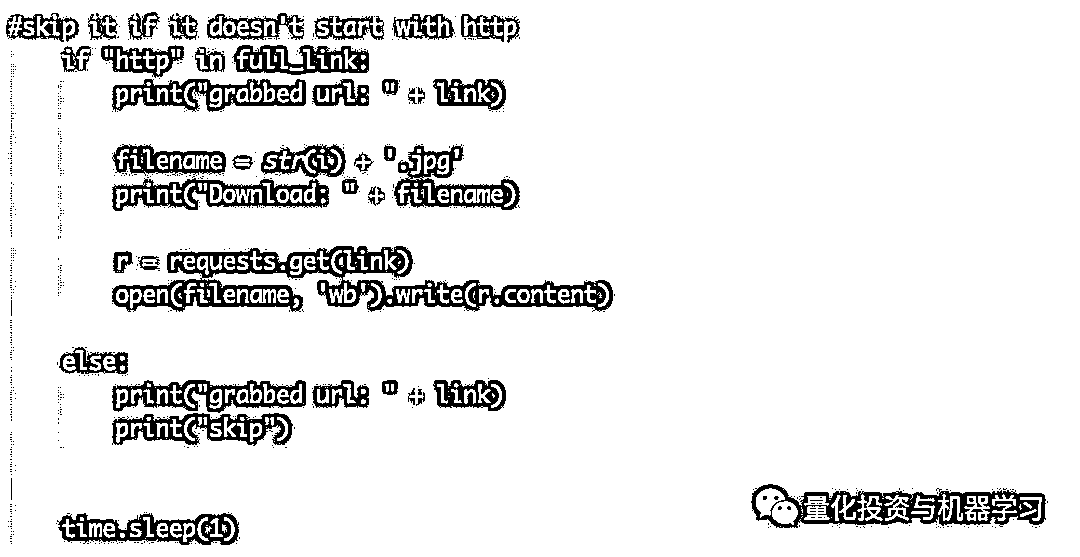 #skip it if it doesn't start with http
if "http" in full_link:
print("grabbed url: " + link)
filename = str(i) + '.jpg'
print("Download: " + filename)
r = requests.get(link)
open(filename, 'wb').write(r.content)
else:
print("grabbed url: " + link)
print("skip")
time.sleep(1)
量化投资与机器学习